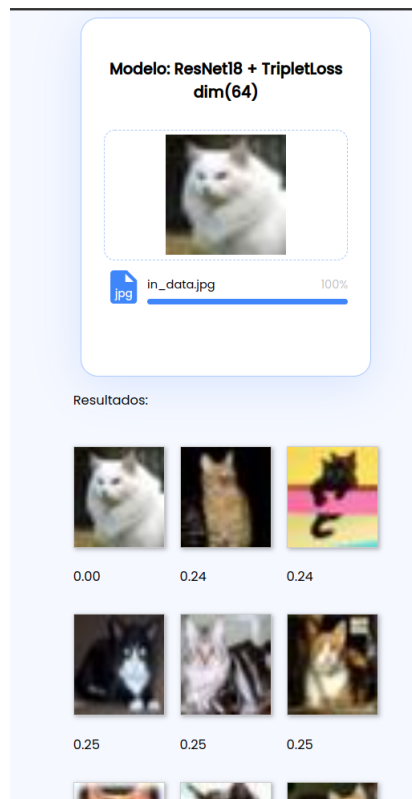 Modelo: ResNet18 + TripletLoss
dim(64)
jpg
in_data.jpg
100%
Resultados:
0.00
0.24
0.24
0.25
0.25
0.25